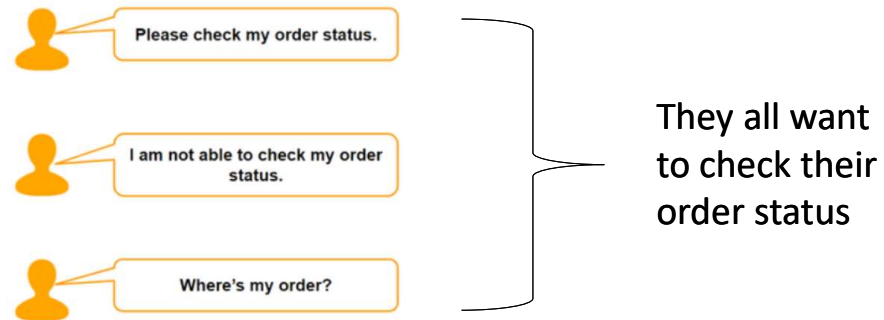 Please check my order status.
I am not able to check my order
status.
Where's my order?
They all want
to check their
order status